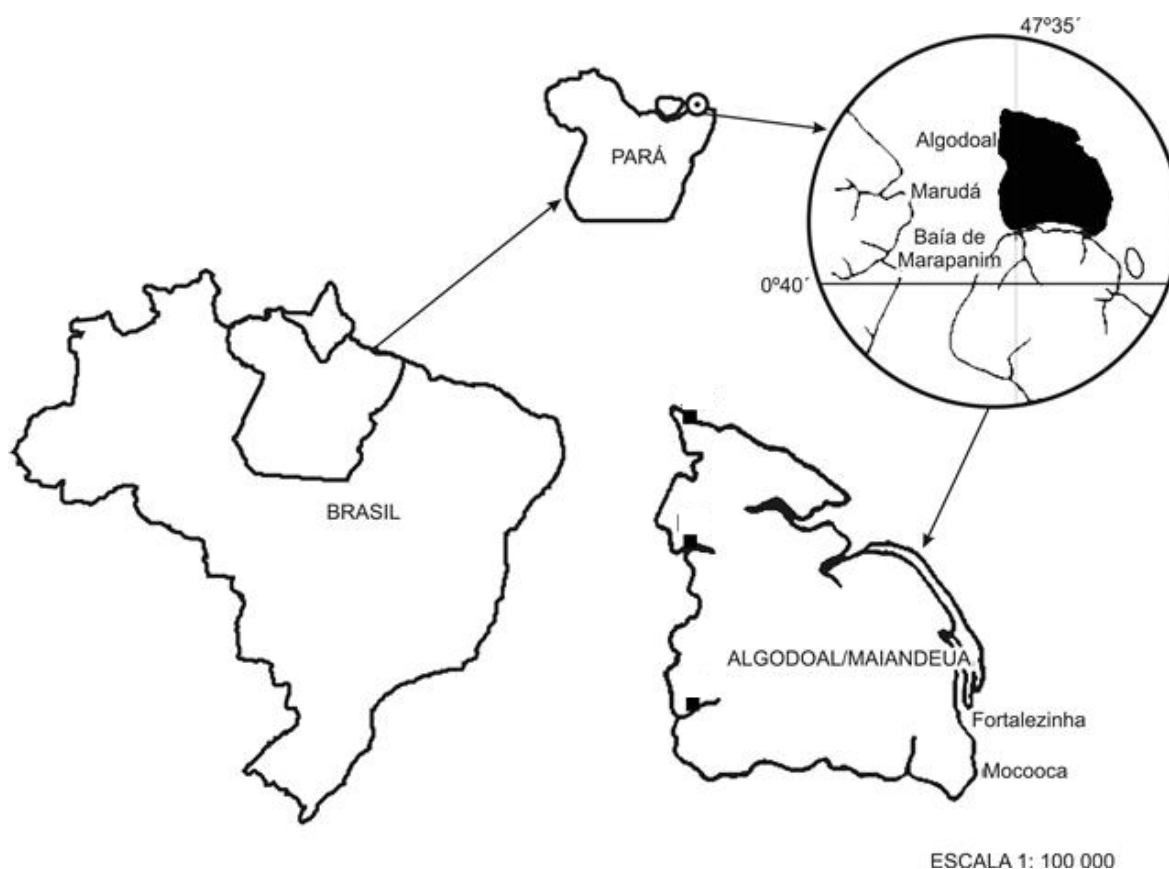 47º35´
PARÁ
Algodoal
Marudá
Baía de
Marapanim
0º40´
BRASIL
ALGODOAL/MAIANDEUA
Fortalezinha
Mocooca
ESCALA 1: 100 000